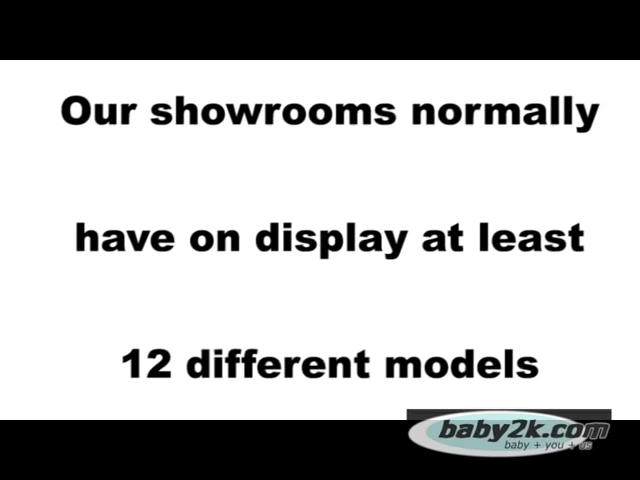 Our showrooms normally
have on display at least
12 different models
baby2k.com
baby + you + us